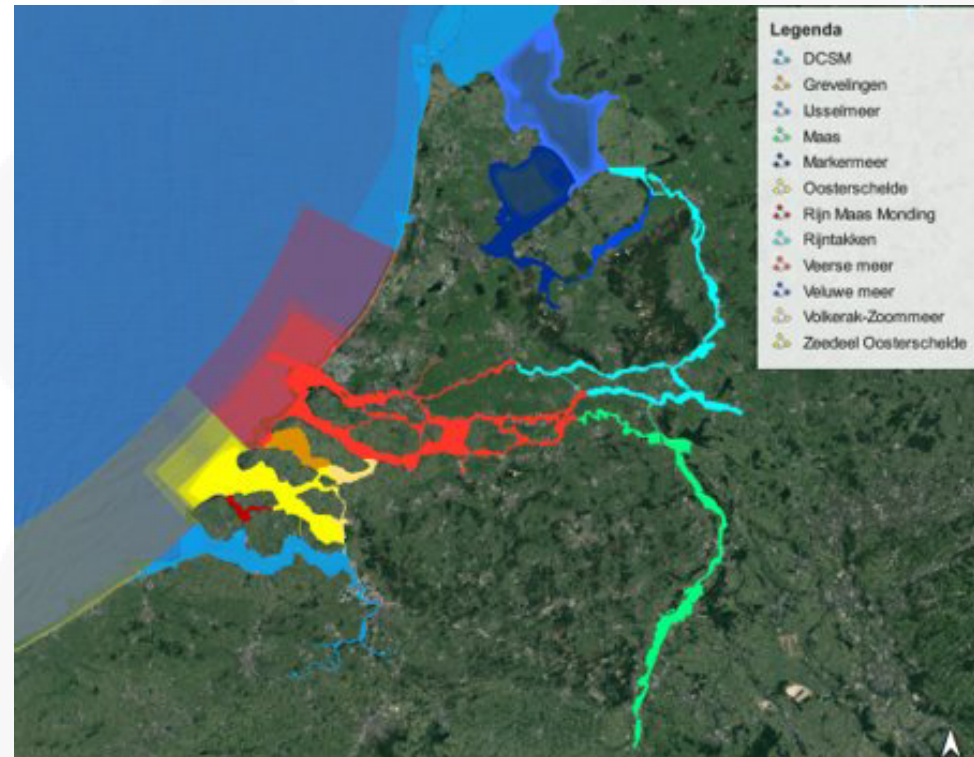 Legenda
DCSM
Grevelingen
IJsselmeer
Maas
Markermeer
Oosterschelde
Rijn Maas Monding
Rijntakken
Veerse meer
Veluwe meer
Volkerak-Zoommeer
Zeedeel Oosterschelde